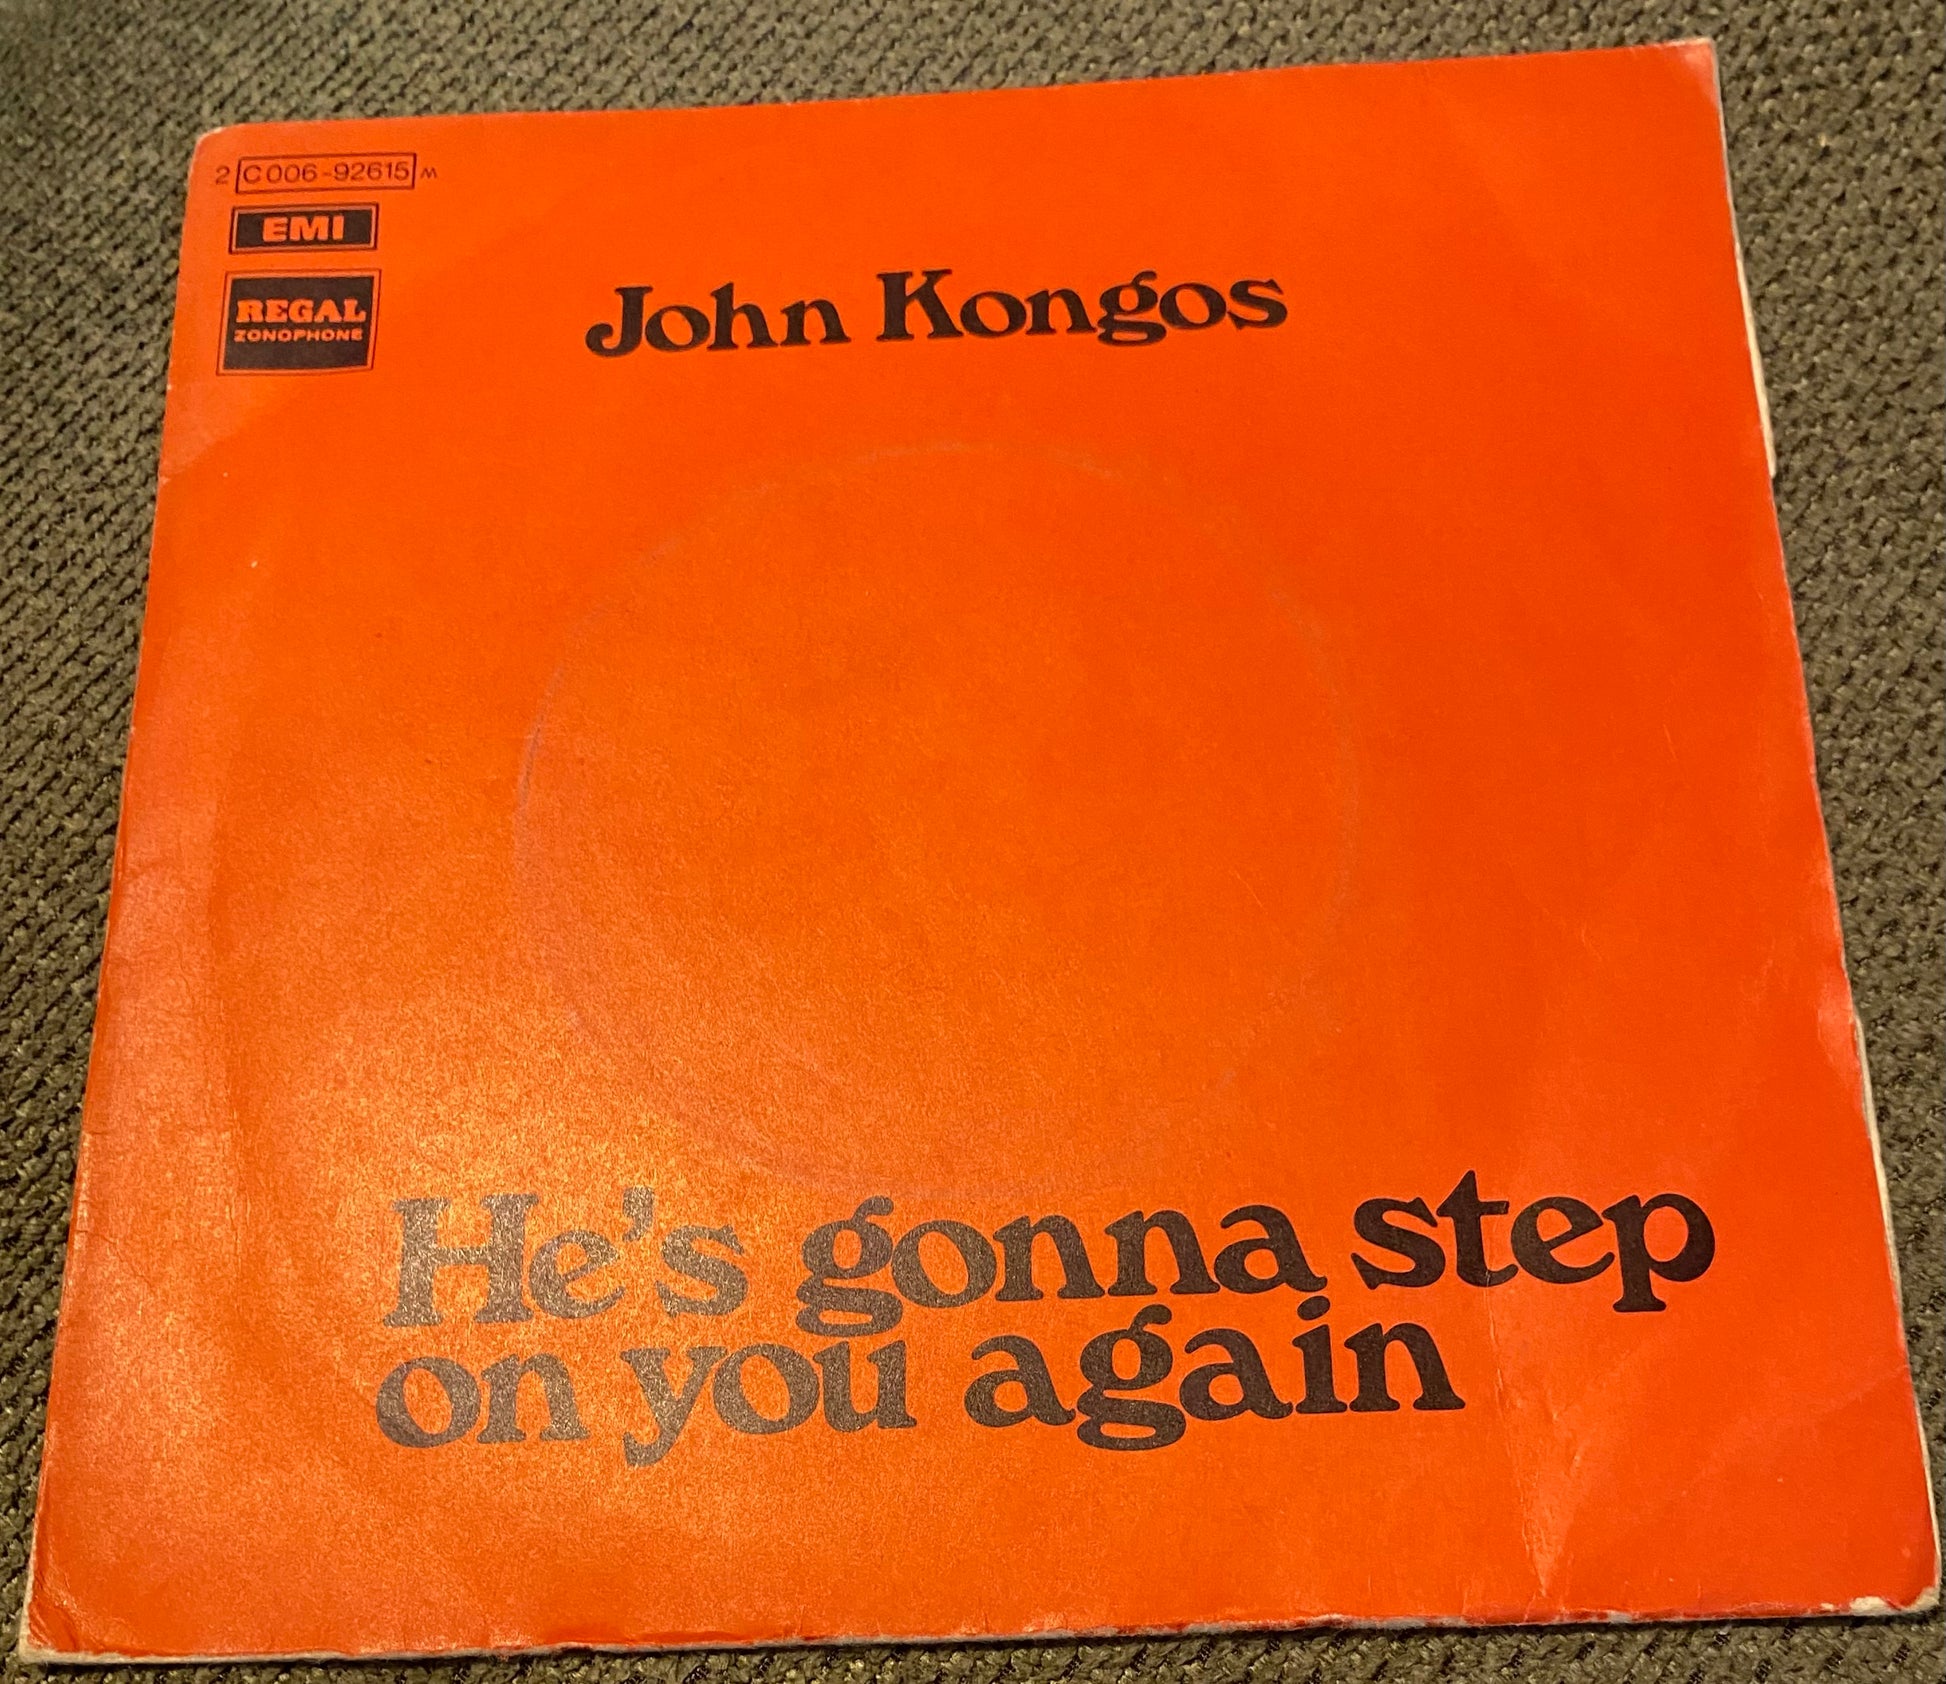 2 C 006-92615 M
EMI
REGAL
ZONOPHONE
John Kongos
He's gonna step
on you again